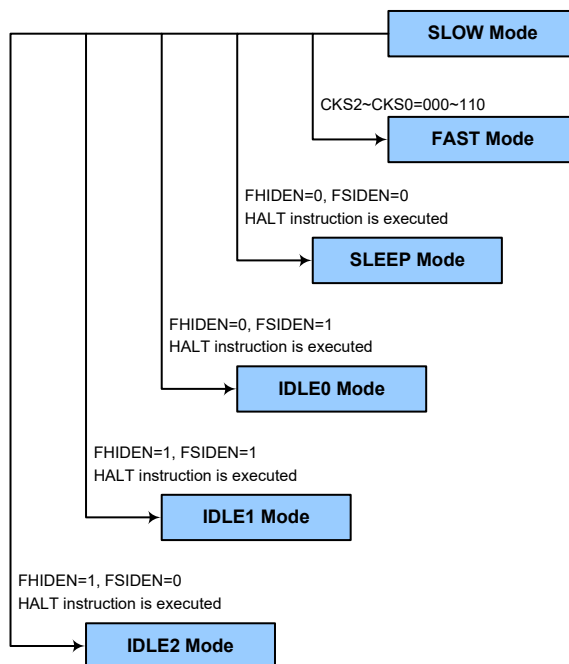 SLOW Mode
CKS2~CKS0=000~110
FAST Mode
FHIDEN=0, FSIDEN=0
HALT instruction is executed
SLEEP Mode
FHIDEN=0, FSIDEN=1
HALT instruction is executed
IDLE0 Mode
FHIDEN=1, FSIDEN=1
HALT instruction is executed
IDLE1 Mode
FHIDEN=1, FSIDEN=0
HALT instruction is executed
IDLE2 Mode